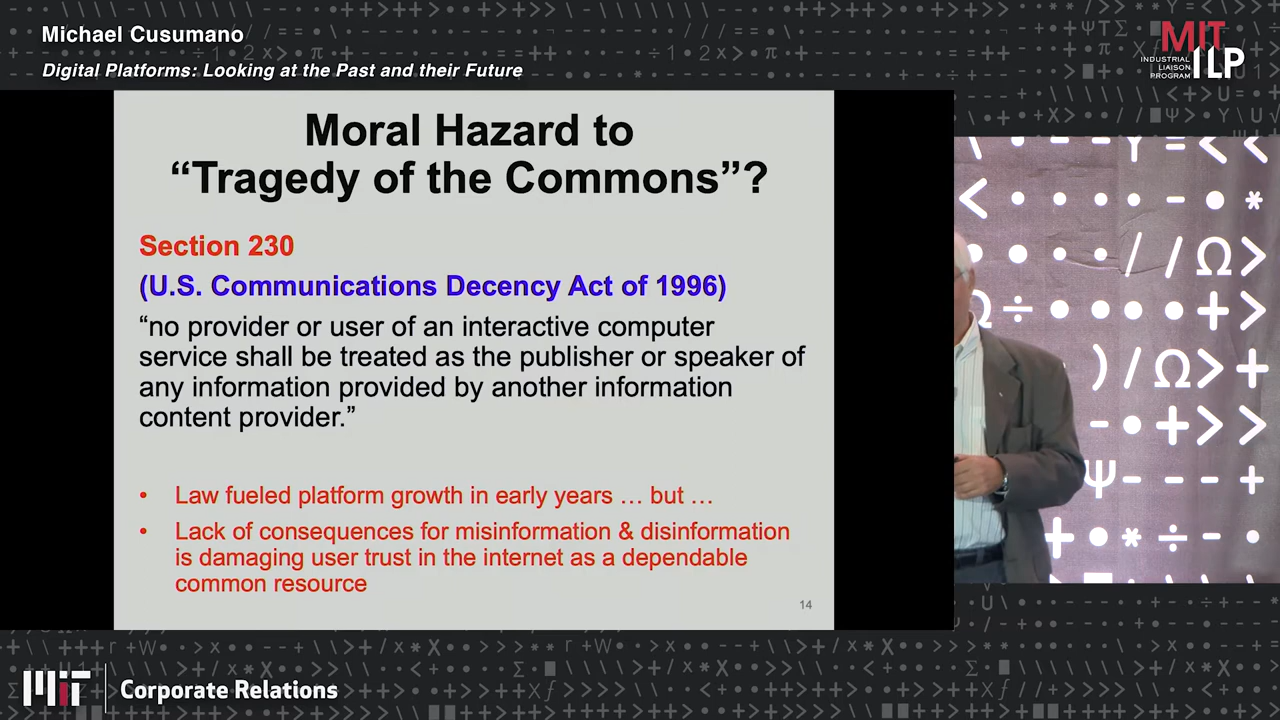 Michael Cusumano
Digital Platforms: Looking at the Past and their Future
MIT
INDUSTRIAL
LIAISON
PROGRAM
ILP
Moral Hazard to
“Tragedy of the Commons”?
Section 230
(U.S. Communications Decency Act of 1996)
“no provider or user of an interactive computer
service shall be treated as the publisher or speaker of
any information provided by another information
content provider.”
• Law fueled platform growth in early years … but …
• Lack of consequences for misinformation & disinformation
is damaging user trust in the internet as a dependable
common resource
14
MIT
Corporate Relations